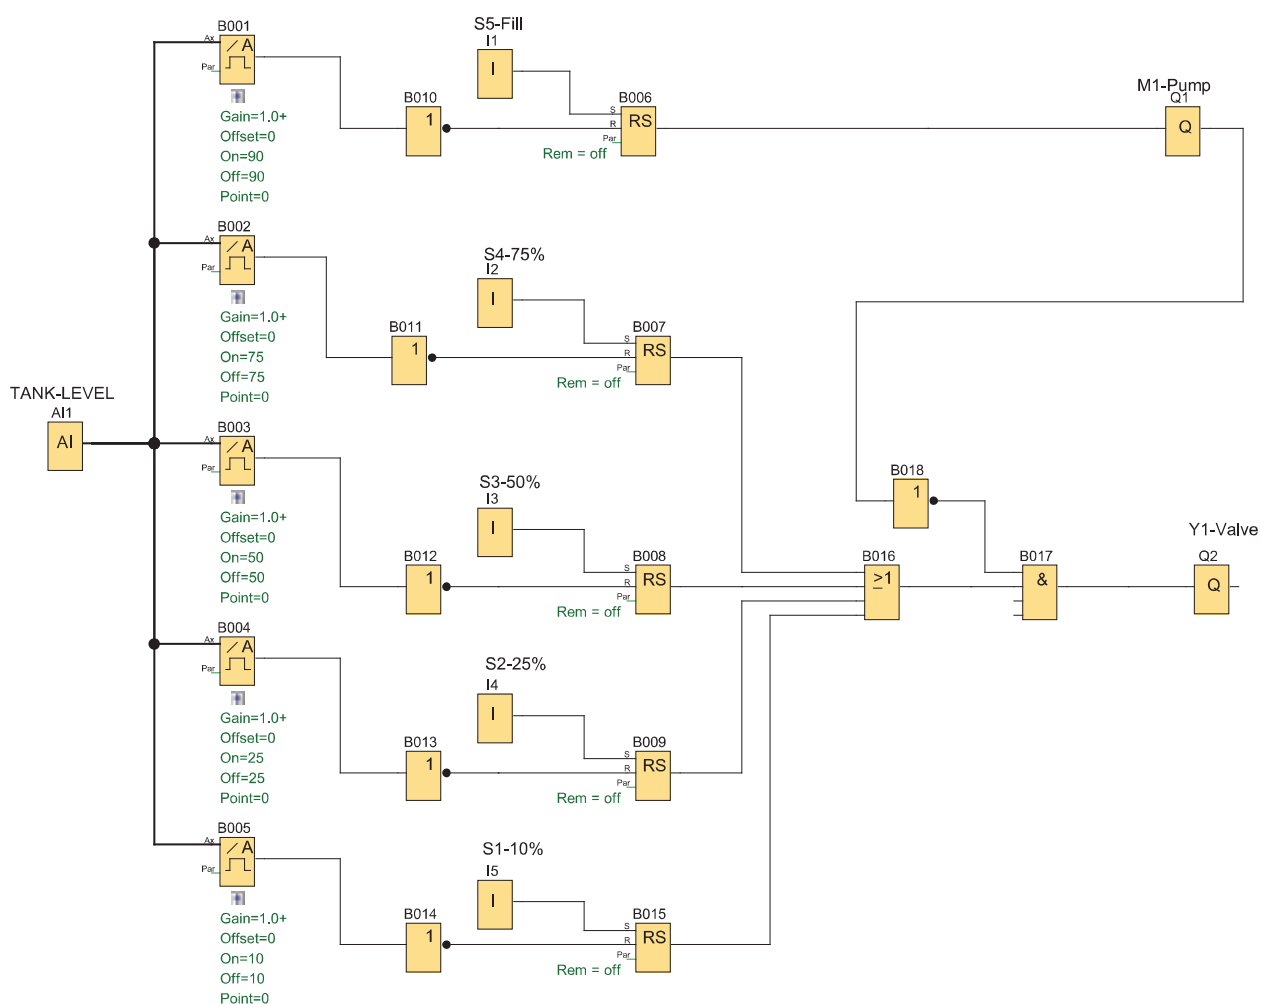 B001
Ax
/A
Par
Gain=1.0+
Offset=0
On=90
Off=90
Point=0
B010
1
S5-Fill
I1
I
B006
S
R
Par
RS
Rem = off
M1-Pump
Q1
Q
B002
Ax
/A
Par
Gain=1.0+
Offset=0
On=75
Off=75
Point=0
B011
1
S4-75%
I2
I
B007
S
R
Par
RS
Rem = off
TANK-LEVEL
AI1
AI
B003
Ax
/A
Par
Gain=1.0+
Offset=0
On=50
Off=50
Point=0
B012
1
S3-50%
I3
I
B008
S
R
Par
RS
Rem = off
B018
1
B016
≥1
B017
&
Y1-Valve
Q2
Q
B004
Ax
/A
Par
Gain=1.0+
Offset=0
On=25
Off=25
Point=0
B013
1
S2-25%
I4
I
B009
S
R
Par
RS
Rem = off
B005
Ax
/A
Par
Gain=1.0+
Offset=0
On=10
Off=10
Point=0
B014
1
S1-10%
I5
I
B015
S
R
Par
RS
Rem = off